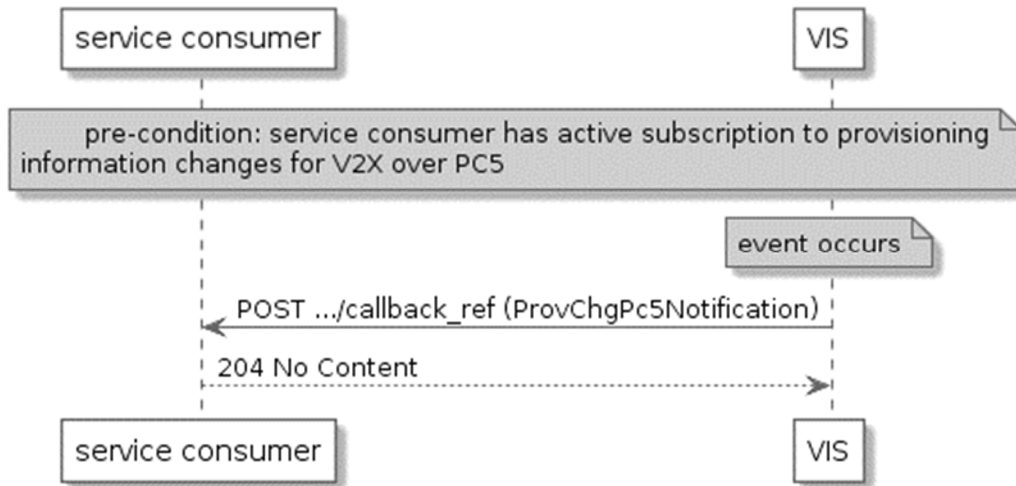 service consumer
VIS
pre-condition: service consumer has active subscription to provisioning
information changes for V2X over PC5
event occurs
POST .../callback_ref (ProvChgPc5Notification)
204 No Content
service consumer
VIS